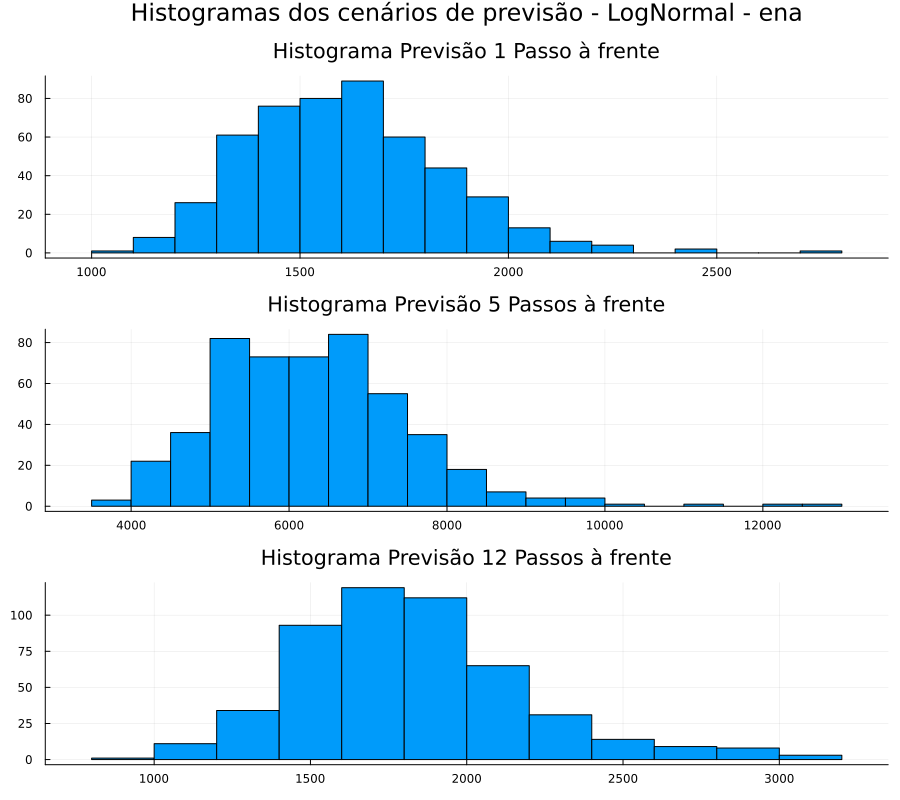 Histogramas dos cenários de previsão - LogNormal - ena
Histograma Previsão 1 Passo à frente
80
60
40
20
0
1000 1500 2000 2500
Histograma Previsão 5 Passos à frente
80
60
40
20
0
4000 6000 8000 10000 12000
Histograma Previsão 12 Passos à frente
100
75
50
25
0
1000 1500 2000 2500 3000